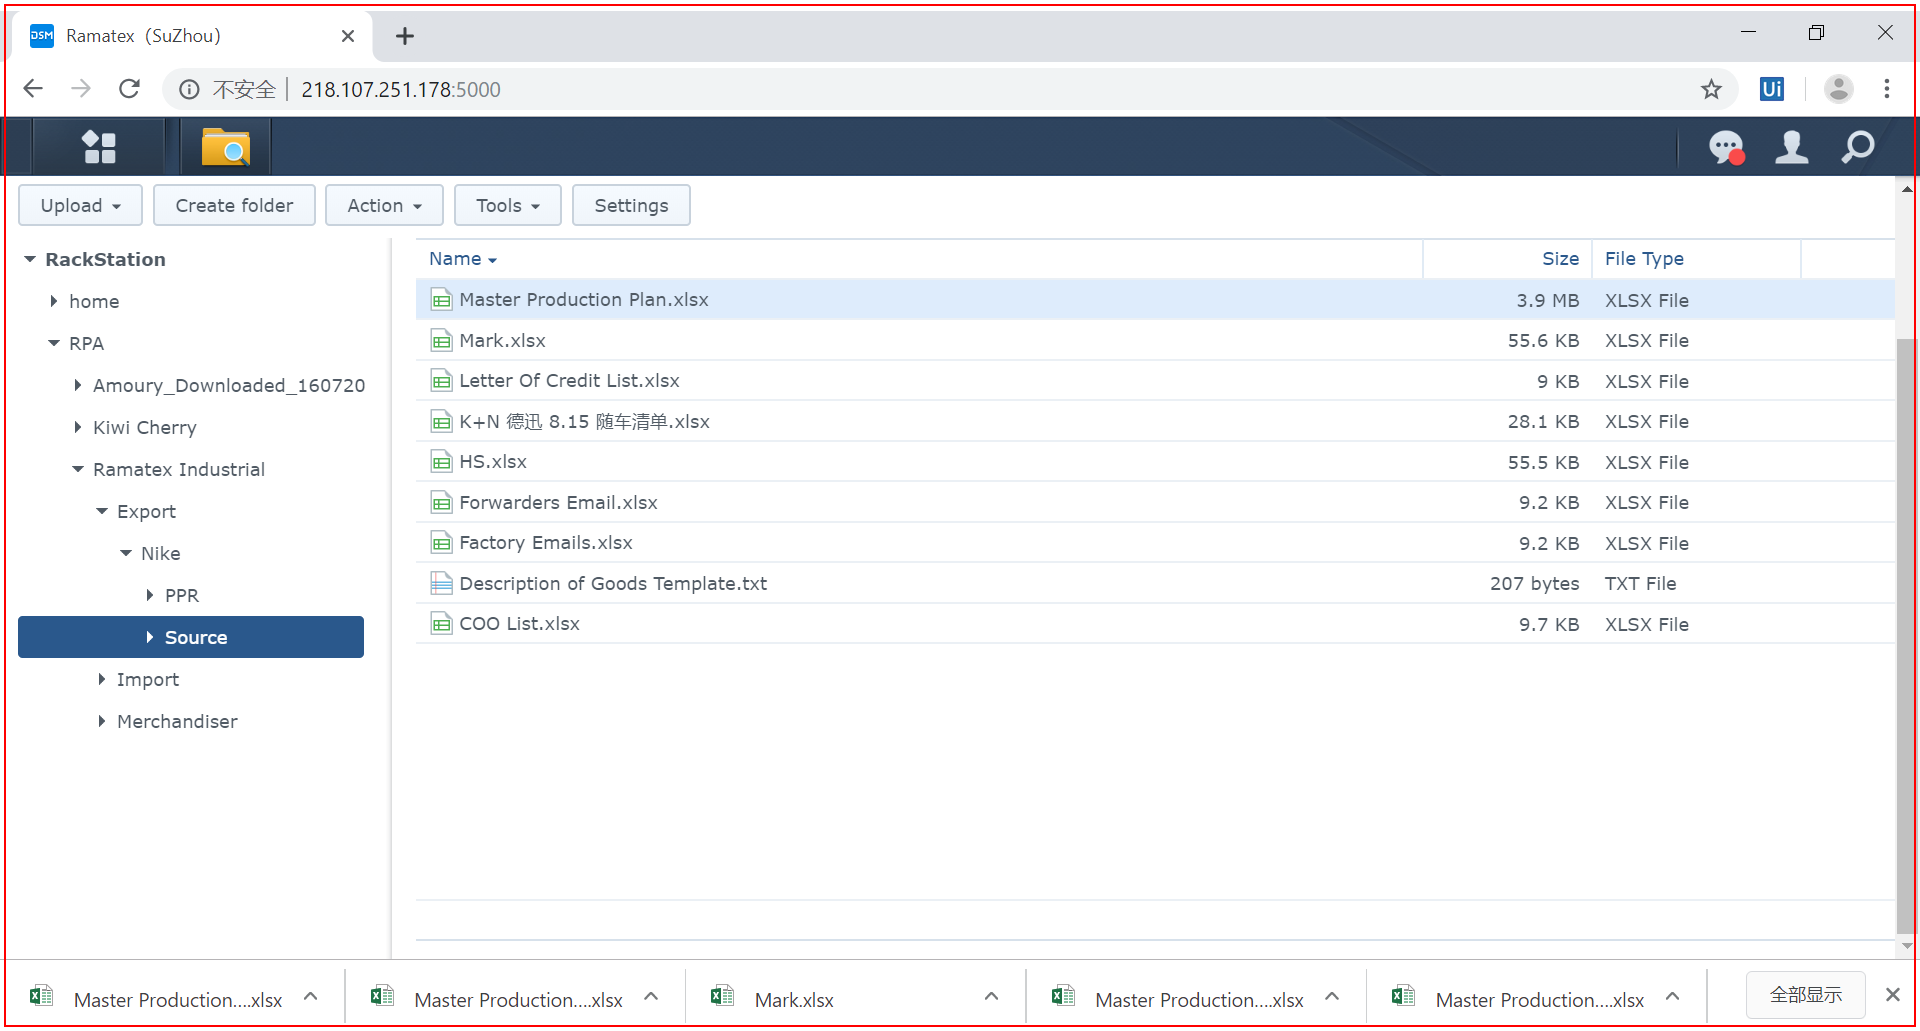 DSM Ramatex (SuZhou)
不安全 218.107.251.178:5000
Ui
Upload Create folder Action Tools Settings
RackStation
home
RPA
Amoury_Downloaded_160720
Kiwi Cherry
Ramatex Industrial
Export
Nike
PPR
Source
Import
Merchandiser
Name Size File Type
Master Production Plan.xlsx 3.9 MB XLSX File
Mark.xlsx 55.6 KB XLSX File
Letter Of Credit List.xlsx 9 KB XLSX File
K+N 德迅 8.15 随车清单.xlsx 28.1 KB XLSX File
HS.xlsx 55.5 KB XLSX File
Forwarders Email.xlsx 9.2 KB XLSX File
Factory Emails.xlsx 9.2 KB XLSX File
Description of Goods Template.txt 207 bytes TXT File
COO List.xlsx 9.7 KB XLSX File
Master Production....xlsx Master Production....xlsx Mark.xlsx Master Production....xlsx Master Production....xlsx 全部显示